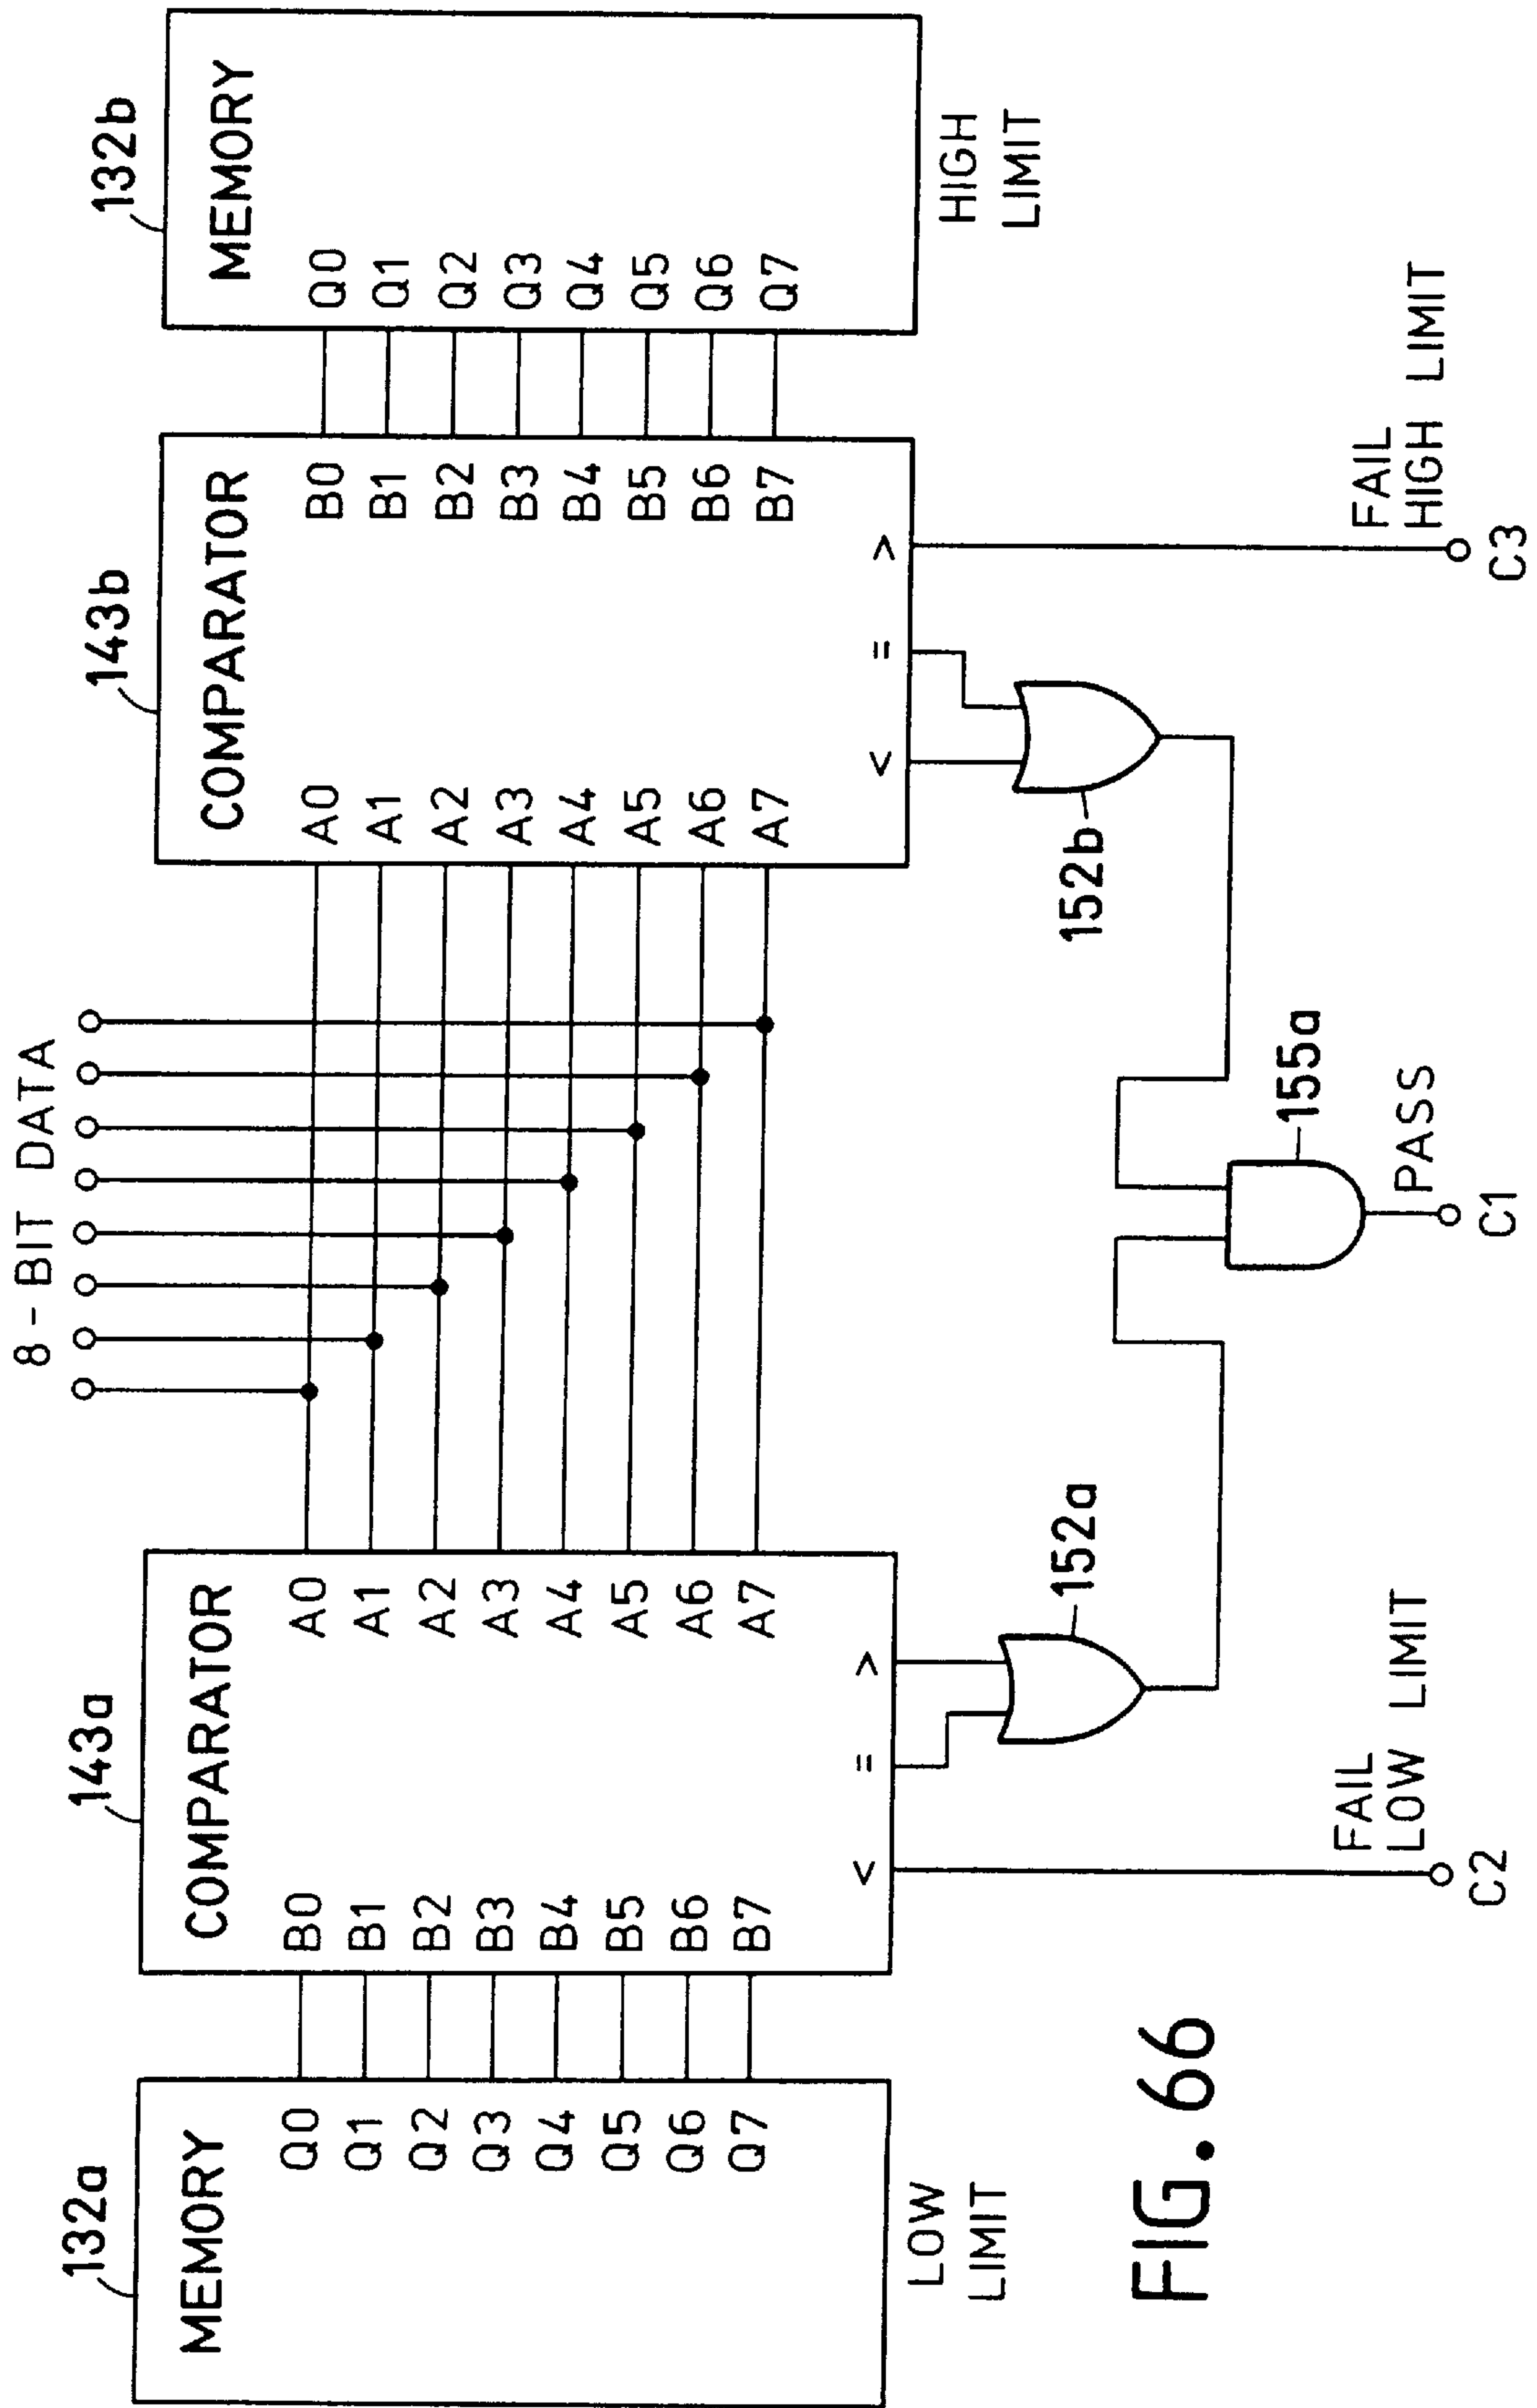 8-BIT DATA
132a 143a 143b 132b
MEMORY COMPARATOR COMPARATOR MEMORY
Q0 B0 A0 A0 B0 Q0
Q1 B1 A1 A1 B1 Q1
Q2 B2 A2 A2 B2 Q2
Q3 B3 A3 A3 B3 Q3
Q4 B4 A4 A4 B4 Q4
Q5 B5 A5 A5 B5 Q5
Q6 B6 A6 A6 B6 Q6
Q7 B7 A7 A7 B7 Q7
< = > < = >
LOW
LIMIT
HIGH
LIMIT
152a 152b
155a
FAIL
LOW LIMIT
PASS
FAIL
HIGH LIMIT
C2 C1 C3
FIG. 66